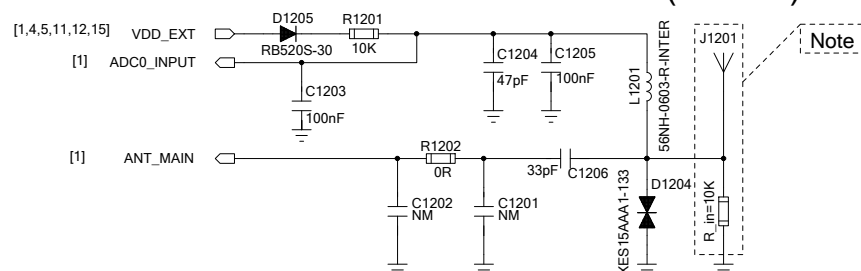 D1205
R1201
J1201
[1,4,5,11,12,15] VDD_EXT
RB520S-30
10K
Note
[1] ADC0_INPUT
C1204
47pF
C1205
100nF
L1201
56NH-0603-R-INTER
C1203
100nF
R1202
[1] ANT_MAIN
0R
33pF
C1206
D1204
KES15AAA1-133
C1202
NM
C1201
NM
R_in=10K